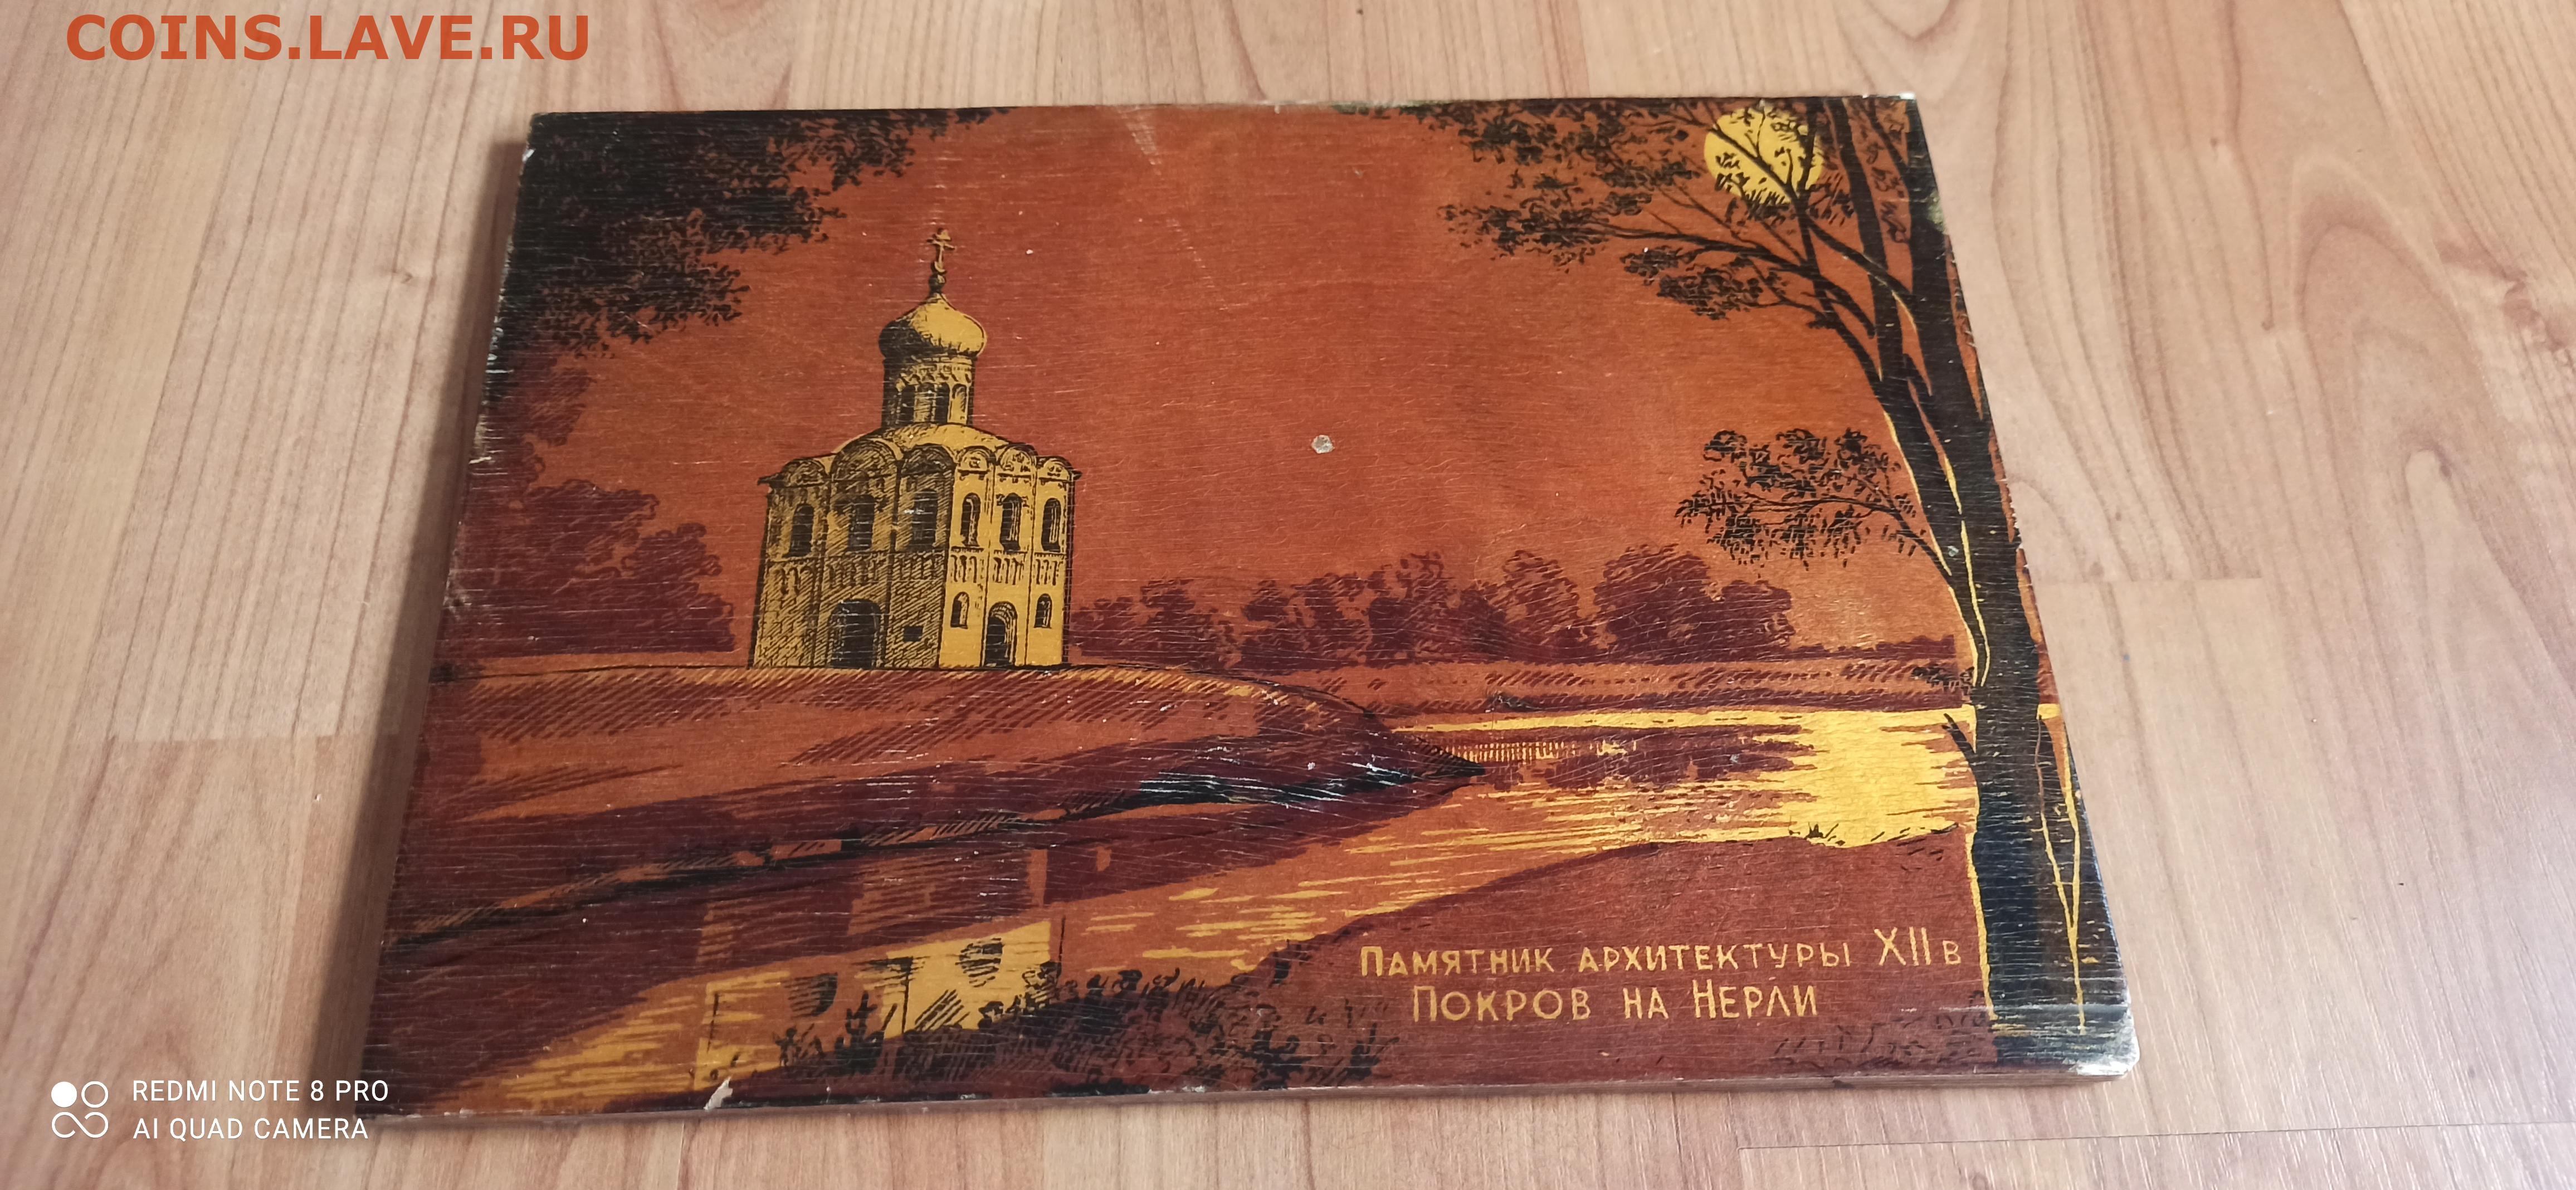 COINS.LAVE.RU
ПАМЯТНИК АРХИТЕКТУРЫ XII В
ПОКРОВ НА НЕРЛИ
REDMI NOTE 8 PRO
AI QUAD CAMERA